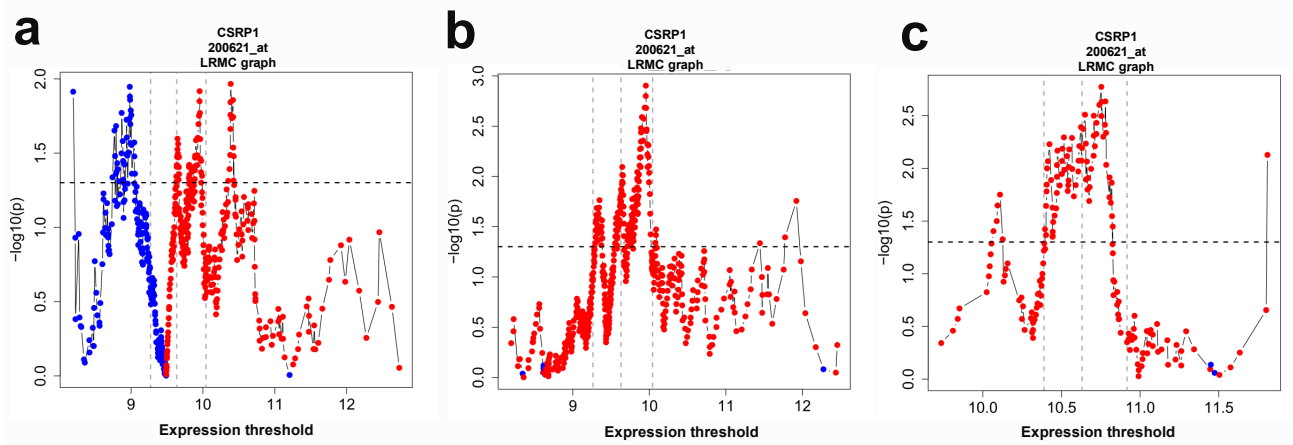 a
CSRP1
200621_at
LRMC graph
2.0
1.5
1.0
0.5
0.0
−log10(p)
9
10
11
12
Expression threshold
b
CSRP1
200621_at
LRMC graph
3.0
2.5
2.0
1.5
1.0
0.5
0.0
−log10(p)
9
10
11
12
Expression threshold
c
CSRP1
200621_at
LRMC graph
2.5
2.0
1.5
1.0
0.5
0.0
−log10(p)
10.0
10.5
11.0
11.5
Expression threshold